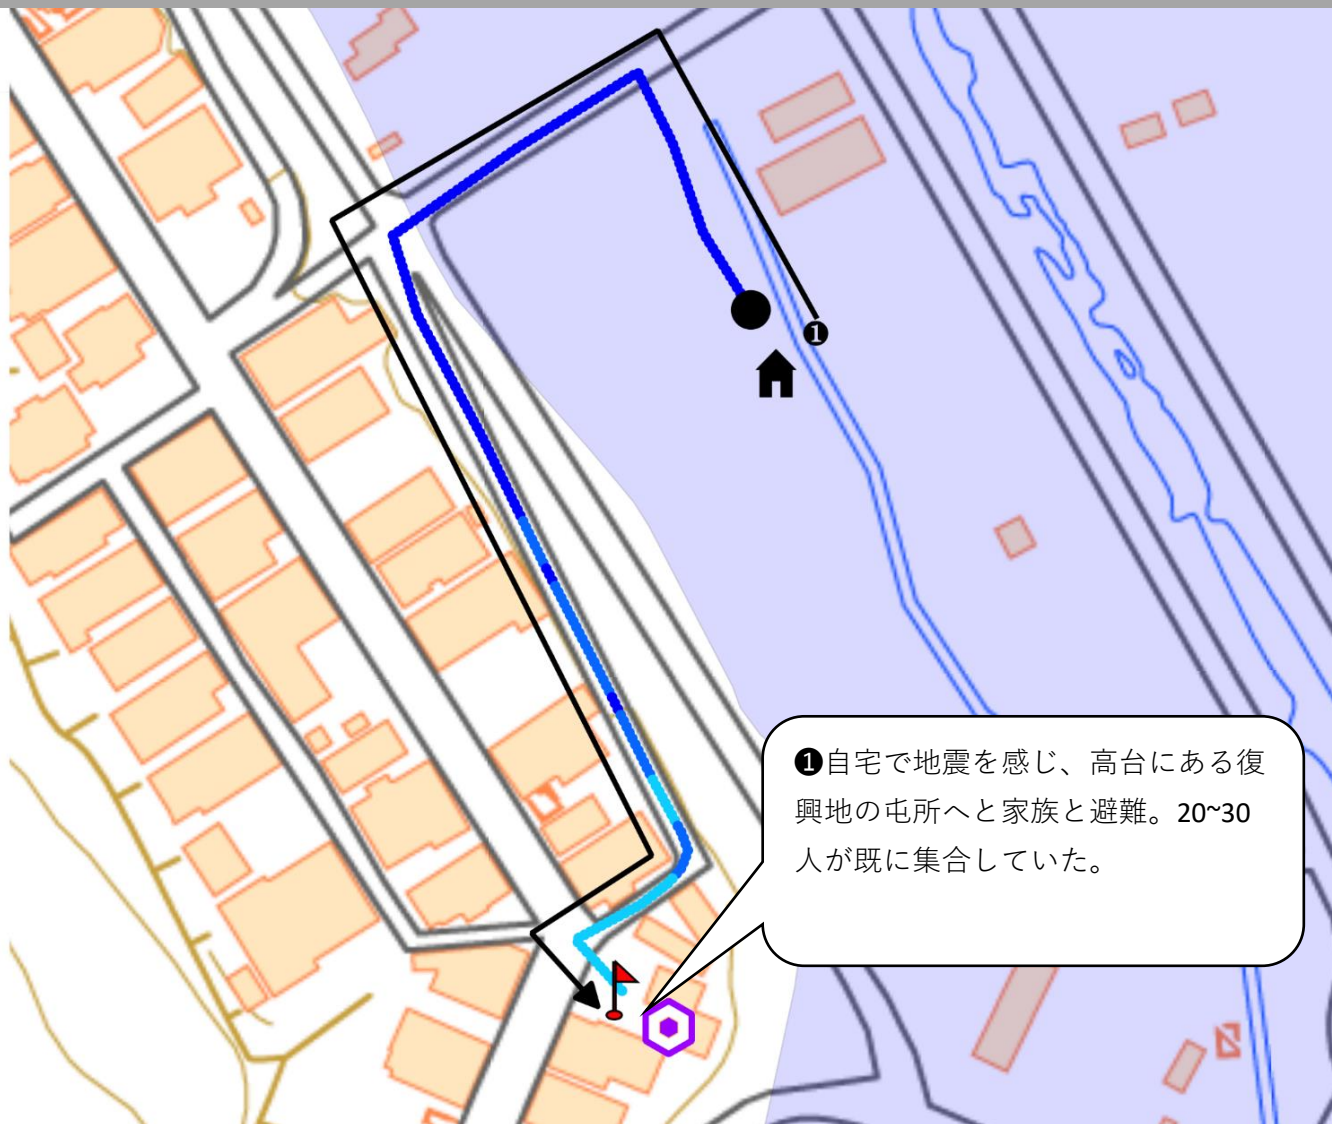 ❶
❶自宅で地震を感じ、高台にある復
興地の屯所へと家族と避難。20~30
人が既に集合していた。